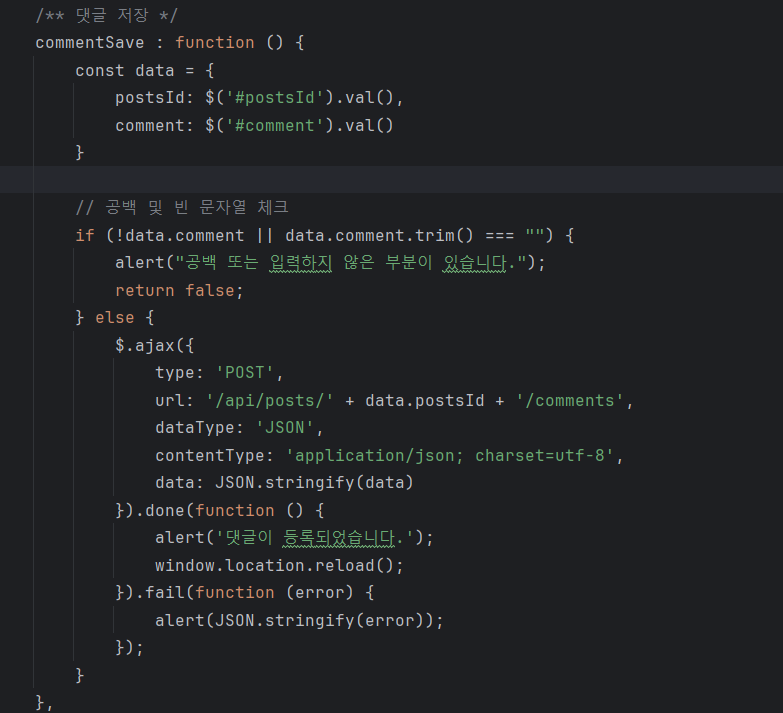 /** 댓글 저장 */
commentSave : function () {
const data = {
postsId: $('#postsId').val(),
comment: $('#comment').val()
}
// 공백 및 빈 문자열 체크
if (!data.comment || data.comment.trim() === "") {
alert("공백 또는 입력하지 않은 부분이 있습니다.");
return false;
} else {
$.ajax({
type: 'POST',
url: '/api/posts/' + data.postsId + '/comments',
dataType: 'JSON',
contentType: 'application/json; charset=utf-8',
data: JSON.stringify(data)
}).done(function () {
alert('댓글이 등록되었습니다.');
window.location.reload();
}).fail(function (error) {
alert(JSON.stringify(error));
});
}
},